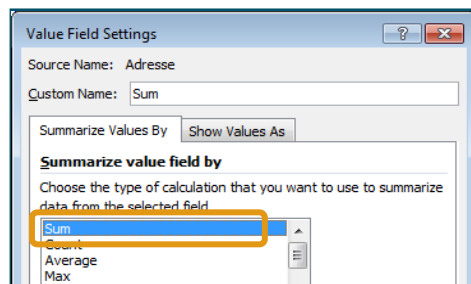 Value Field Settings
Source Name: Adresse
Custom Name: Sum
Summarize Values By Show Values As
Summarize value field by
Choose the type of calculation that you want to use to summarize
data from the selected field
Sum
Count
Average
Max